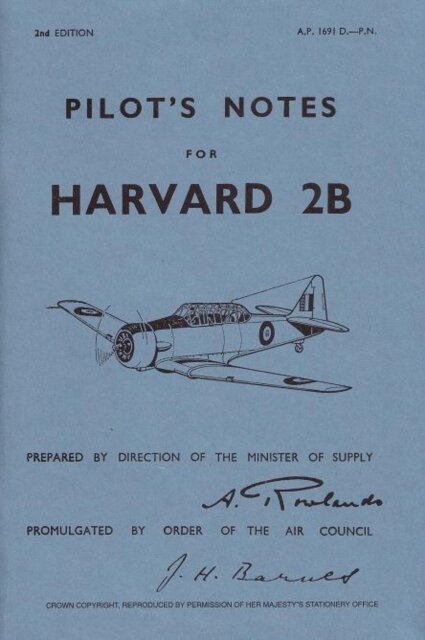 2nd EDITION A.P. 1691 D.—P.N.
PILOT'S NOTES
FOR
HARVARD 2B
PREPARED BY DIRECTION OF THE MINISTER OF SUPPLY
A. Rowlands
PROMULGATED BY ORDER OF THE AIR COUNCIL
J. H. Barnes
CROWN COPYRIGHT, REPRODUCED BY PERMISSION OF HER MAJESTY'S STATIONERY OFFICE